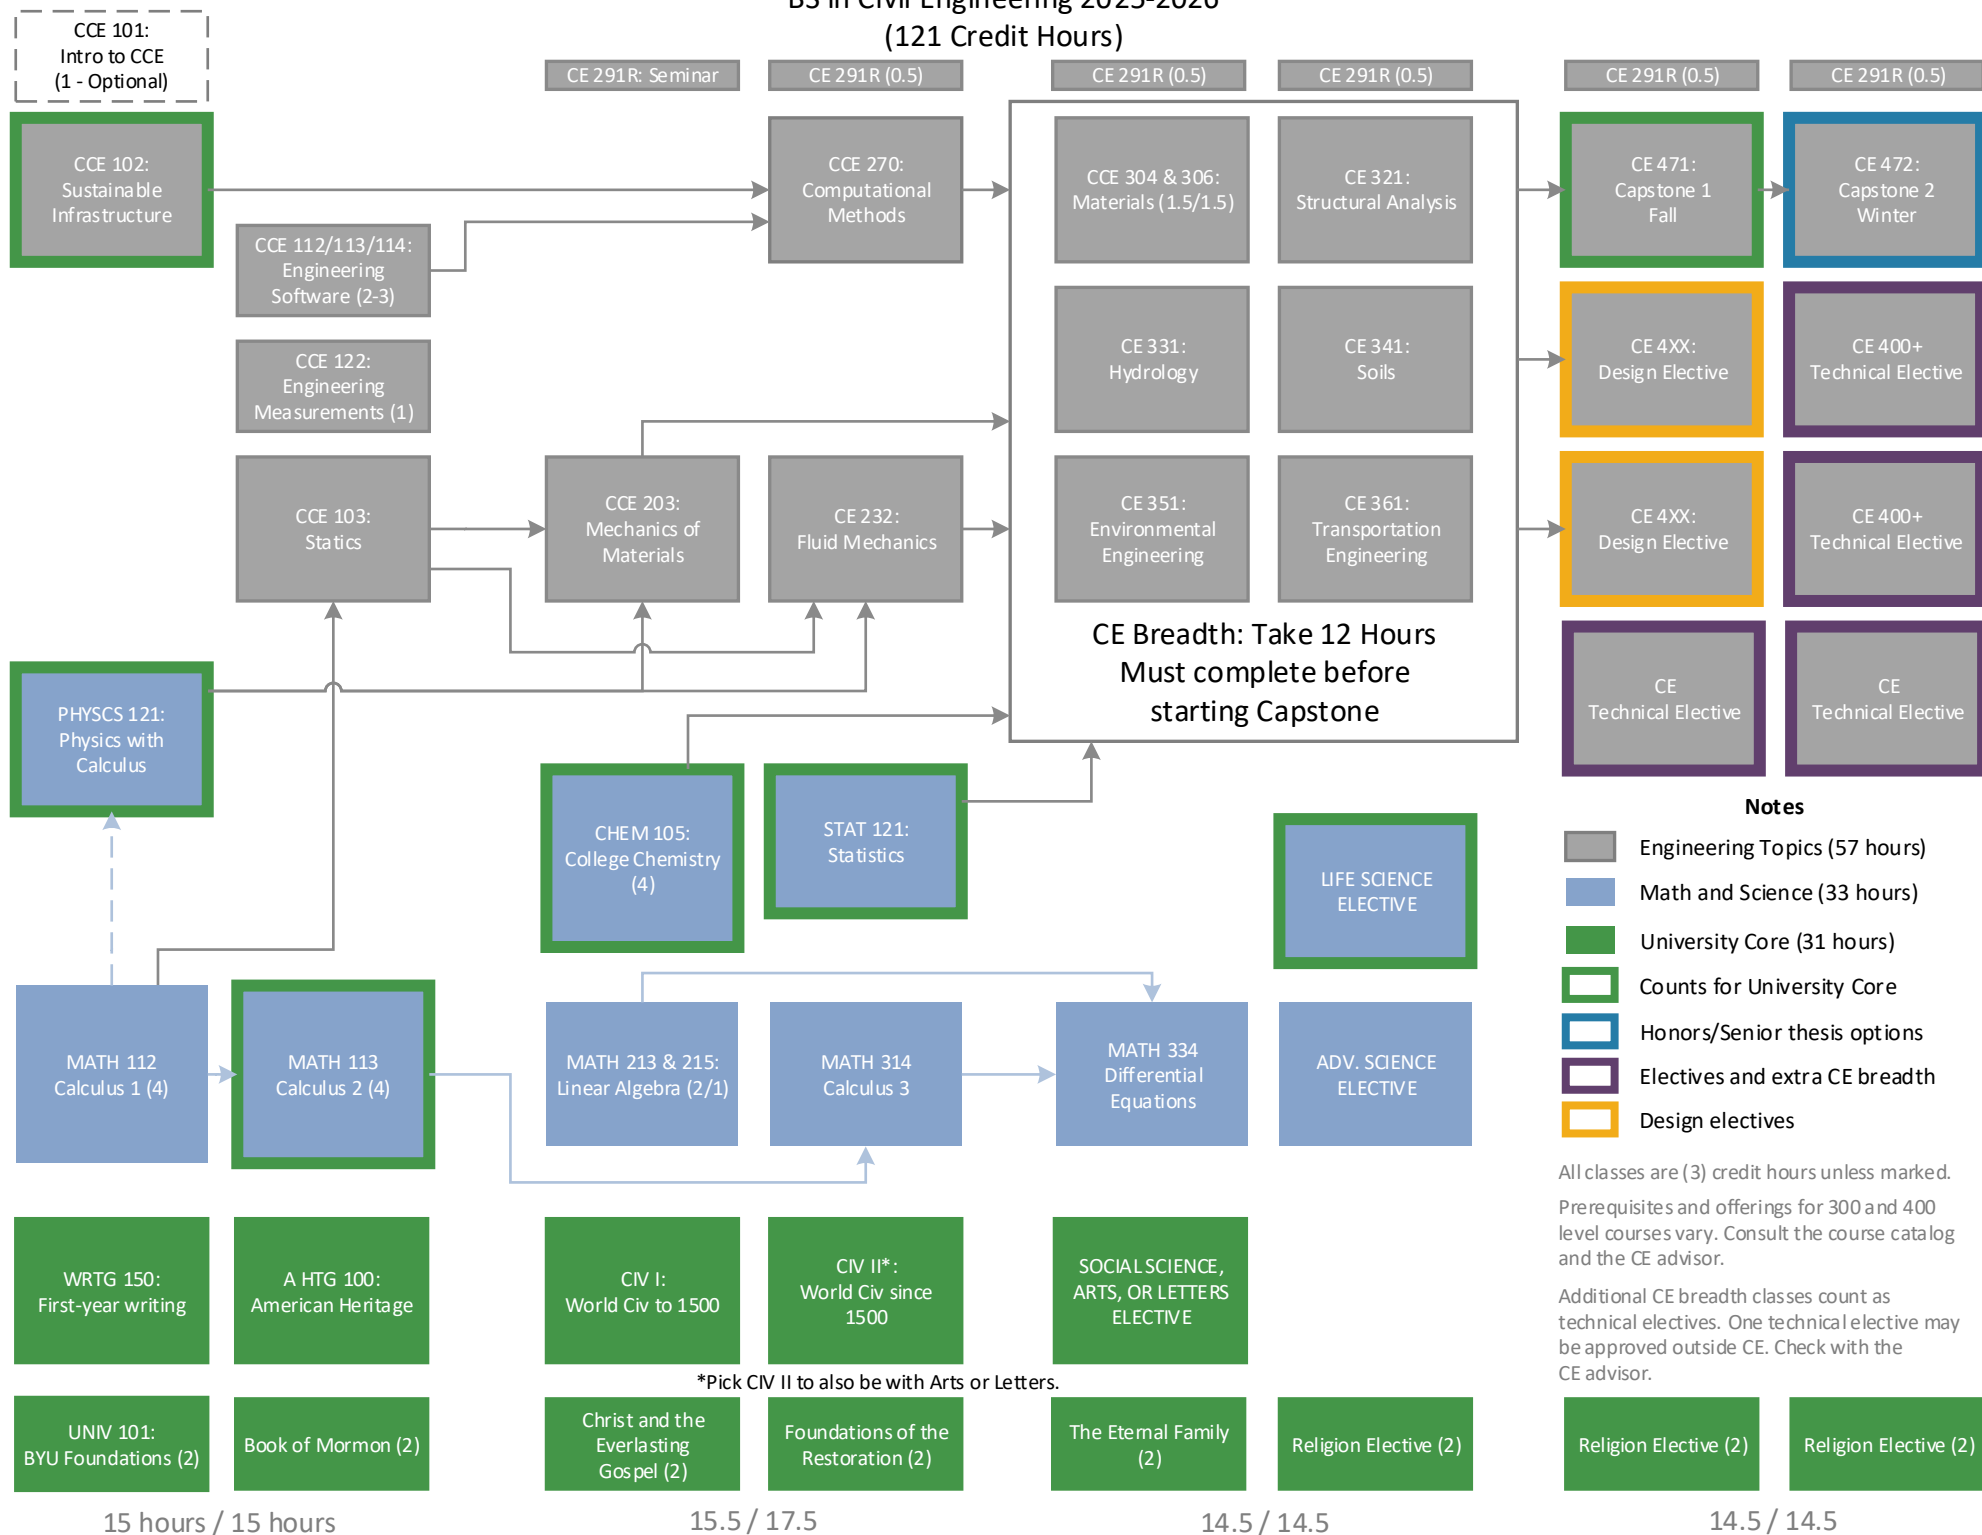 BS in Civil Engineering 2025-2026
(121 Credit Hours)
CCE 101:
Intro to CCE
(1 - Optional)
CE 291R: Seminar
CE 291R (0.5)
CE 291R (0.5)
CE 291R (0.5)
CE 291R (0.5)
CE 291R (0.5)
CCE 102:
Sustainable
Infrastructure
CCE 270:
Computational
Methods
CCE 304 & 306:
Materials (1.5/1.5)
CE 321:
Structural Analysis
CE 471:
Capstone 1
Fall
CE 472:
Capstone 2
Winter
CCE 112/113/114:
Engineering
Software (2-3)
CCE 122:
Engineering
Measurements (1)
CE 331:
Hydrology
CE 341:
Soils
CE 4XX:
Design Elective
CE 400+
Technical Elective
CCE 103:
Statics
CCE 203:
Mechanics of
Materials
CE 232:
Fluid Mechanics
CE 351:
Environmental
Engineering
CE 361:
Transportation
Engineering
CE 4XX:
Design Elective
CE 400+
Technical Elective
CE Breadth: Take 12 Hours
Must complete before
starting Capstone
PHYSCS 121:
Physics with
Calculus
CE
Technical Elective
CE
Technical Elective
CHEM 105:
College Chemistry
(4)
STAT 121:
Statistics
LIFE SCIENCE
ELECTIVE
Notes
Engineering Topics (57 hours)
Math and Science (33 hours)
University Core (31 hours)
Counts for University Core
Honors/Senior thesis options
Electives and extra CE breadth
Design electives
MATH 112
Calculus 1 (4)
MATH 113
Calculus 2 (4)
MATH 213 & 215:
Linear Algebra (2/1)
MATH 314
Calculus 3
MATH 334
Differential
Equations
ADV. SCIENCE
ELECTIVE
All classes are (3) credit hours unless marked.
Prerequisites and offerings for 300 and 400
level courses vary. Consult the course catalog
and the CE advisor.
Additional CE breadth classes count as
technical electives. One technical elective may
be approved outside CE. Check with the
CE advisor.
WRTG 150:
First-year writing
A HTG 100:
American Heritage
CIV I:
World Civ to 1500
CIV II*:
World Civ since
1500
SOCIAL SCIENCE,
ARTS, OR LETTERS
ELECTIVE
*Pick CIV II to also be with Arts or Letters.
UNIV 101:
BYU Foundations (2)
Book of Mormon (2)
Christ and the
Everlasting
Gospel (2)
Foundations of the
Restoration (2)
The Eternal Family
(2)
Religion Elective (2)
Religion Elective (2)
Religion Elective (2)
15 hours / 15 hours
15.5 / 17.5
14.5 / 14.5
14.5 / 14.5